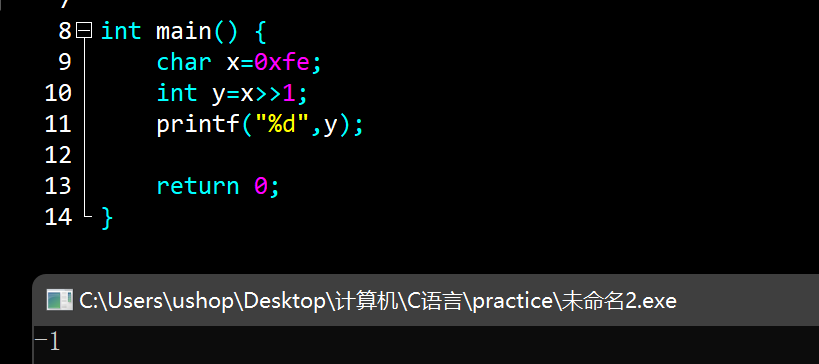 8 int main() {
9 char x=0xfe;
10 int y=x>>1;
11 printf("%d",y);
12
13 return 0;
14 }
C:\Users\ushop\Desktop\计算机\C语言\practice\未命名2.exe
-1